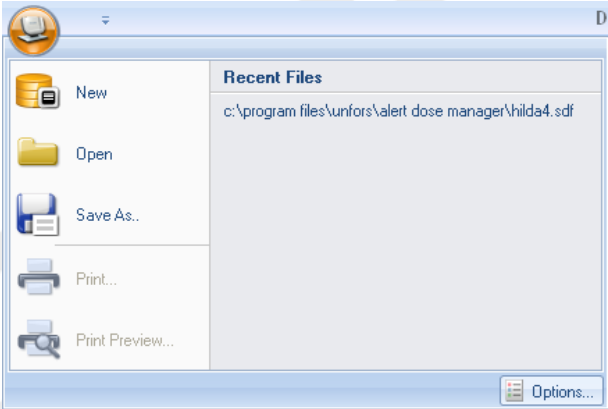 D
New
Open
Save As..
Print...
Print Preview...
Recent Files
c:\program files\unfors\alert dose manager\hilda4.sdf
Options...